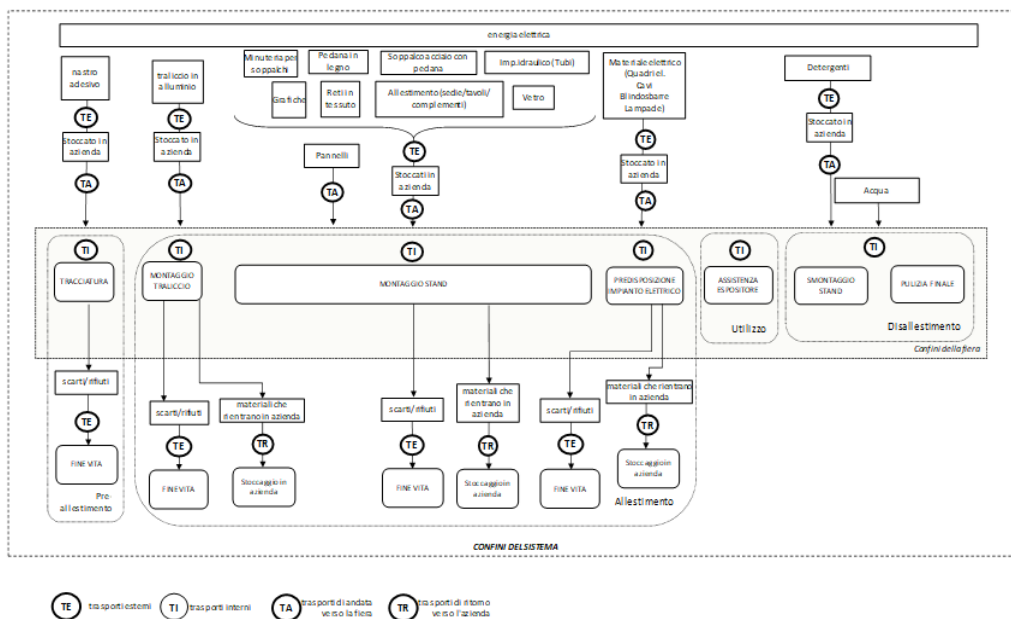 energia elettrica
nastro
adesivo
traliccio in
alluminio
Minuteria per
soppalchi
Pedana in
legno
Soppalco acciaio con
pedana
Imp.idraulico (Tubi)
Grafiche
Reti in
tessuto
Allestimento (sedie/tavoli/
complementi)
Vetro
Materiale elettrico
(Quadri el.
Cavi
Blindosbarre
Lampade)
Detergenti
TE
TE
TE
TE
TE
Stoccato in
azienda
Stoccato in
azienda
Pannelli
Stoccati in
azienda
Stoccato in
azienda
Stoccato in
azienda
TA
TA
TA
TA
TA
TA
Acqua
TI
TI
TI
TI
TI
TI
TRACCIATURA
MONTAGGIO
TRALICCIO
MONTAGGIO STAND
PREDISPOSIZIONE
IMPIANTO ELETTRICO
ASSISTENZA
ESPOSITORE
SMONTAGGIO
STAND
PULIZIA FINALE
Utilizzo
Disallestimento
Confini della fiera
scarti/rifiuti
scarti/rifiuti
materiali che
rientrano in azienda
scarti/rifiuti
materiali che
rientrano in
azienda
scarti/rifiuti
materiali che rientrano
in azienda
TE
TE
TR
TE
TR
TE
TR
FINE VITA
FINE VITA
Stoccaggio in
azienda
FINE VITA
Stoccaggio in
azienda
FINE VITA
Stoccaggio in
azienda
Pre
allestimento
Allestimento
CONFINI DEL SISTEMA
TE trasporti esterni
TI trasporti interni
TA trasporti di andata
verso la fiera
TR trasporti di ritorno
verso l'azienda